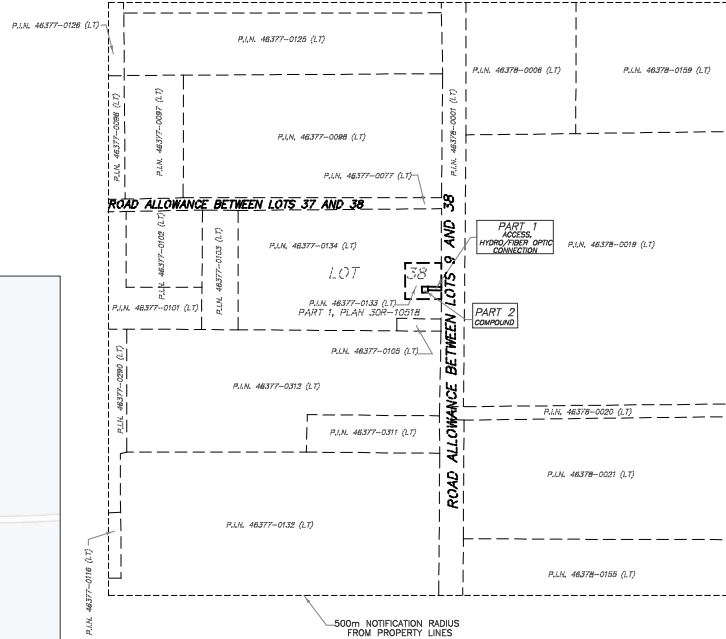 P.I.N. 46377-0126 (LT)
P.I.N. 46377-0125 (LT)
P.I.N. 46378-0006 (LT)
P.I.N. 46378-0159 (LT)
P.I.N. 46377-0097 (LT)
P.I.N. 46378-0001 (LT)
P.I.N. 46377-0098 (LT)
P.I.N. 46377-0077 (LT)
ROAD ALLOWANCE BETWEEN LOTS 37 AND 38
P.I.N. 46377-0102 (LT)
P.I.N. 46377-0103 (LT)
P.I.N. 46377-0134 (LT)
LOT 38
PART 1
ACCESS,
HYDRO/FIBER OPTIC
CONNECTION
P.I.N. 46378-0019 (LT)
P.I.N. 46377-0101 (LT)
P.I.N. 46377-0133 (LT)
PART 1, PLAN 30R-10518
PART 2
COMPOUND
P.I.N. 46377-0105 (LT)
ROAD ALLOWANCE BETWEEN LOTS 9 AND 38
P.I.N. 46377-0290 (LT)
P.I.N. 46377-0312 (LT)
P.I.N. 46378-0020 (LT)
P.I.N. 46377-0311 (LT)
P.I.N. 46378-0021 (LT)
P.I.N. 46377-0132 (LT)
P.I.N. 46378-0155 (LT)
P.I.N. 46377-0116 (LT)
500m NOTIFICATION RADIUS
FROM PROPERTY LINES